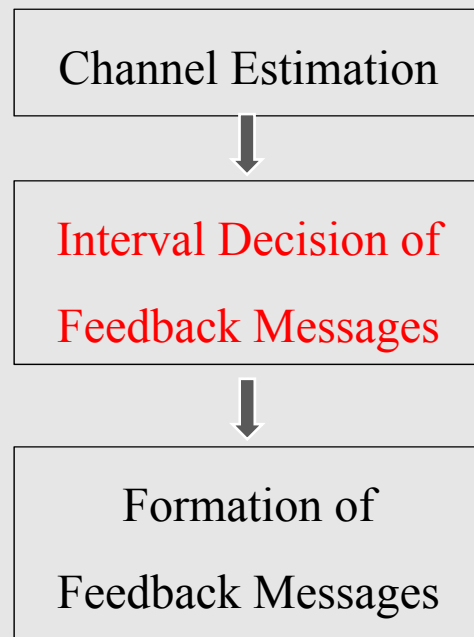 Channel Estimation
Interval Decision of
Feedback Messages
Formation of
Feedback Messages